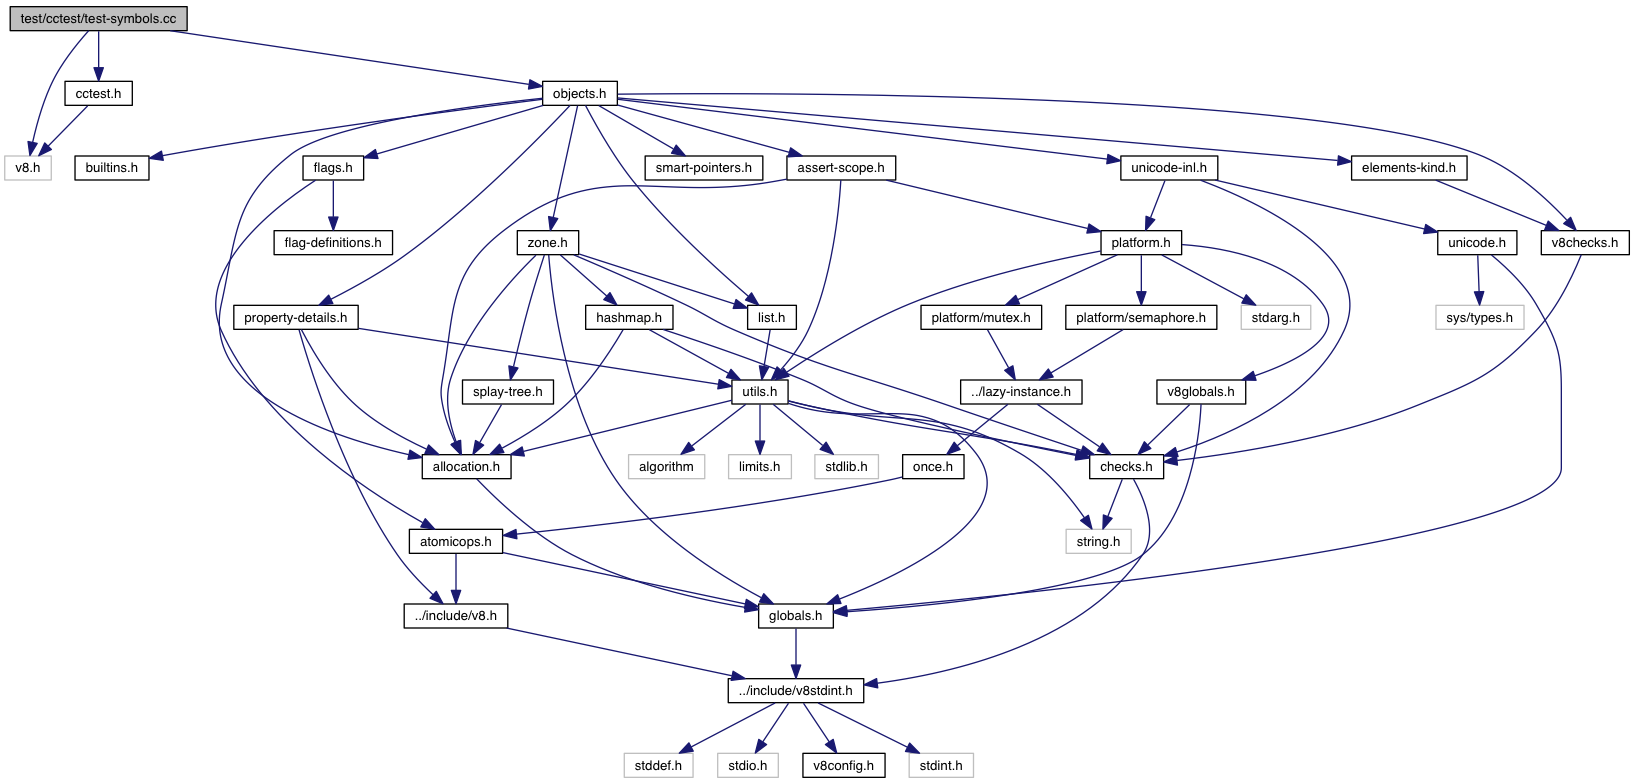 test/cctest/test-symbols.cc
cctest.h
objects.h
v8.h
builtins.h
flags.h
smart-pointers.h
assert-scope.h
unicode-inl.h
elements-kind.h
flag-definitions.h
zone.h
platform.h
unicode.h
v8checks.h
property-details.h
hashmap.h
list.h
platform/mutex.h
platform/semaphore.h
stdarg.h
sys/types.h
splay-tree.h
utils.h
../lazy-instance.h
v8globals.h
allocation.h
algorithm
limits.h
stdlib.h
once.h
checks.h
atomicops.h
string.h
../include/v8.h
globals.h
../include/v8stdint.h
stddef.h
stdio.h
v8config.h
stdint.h